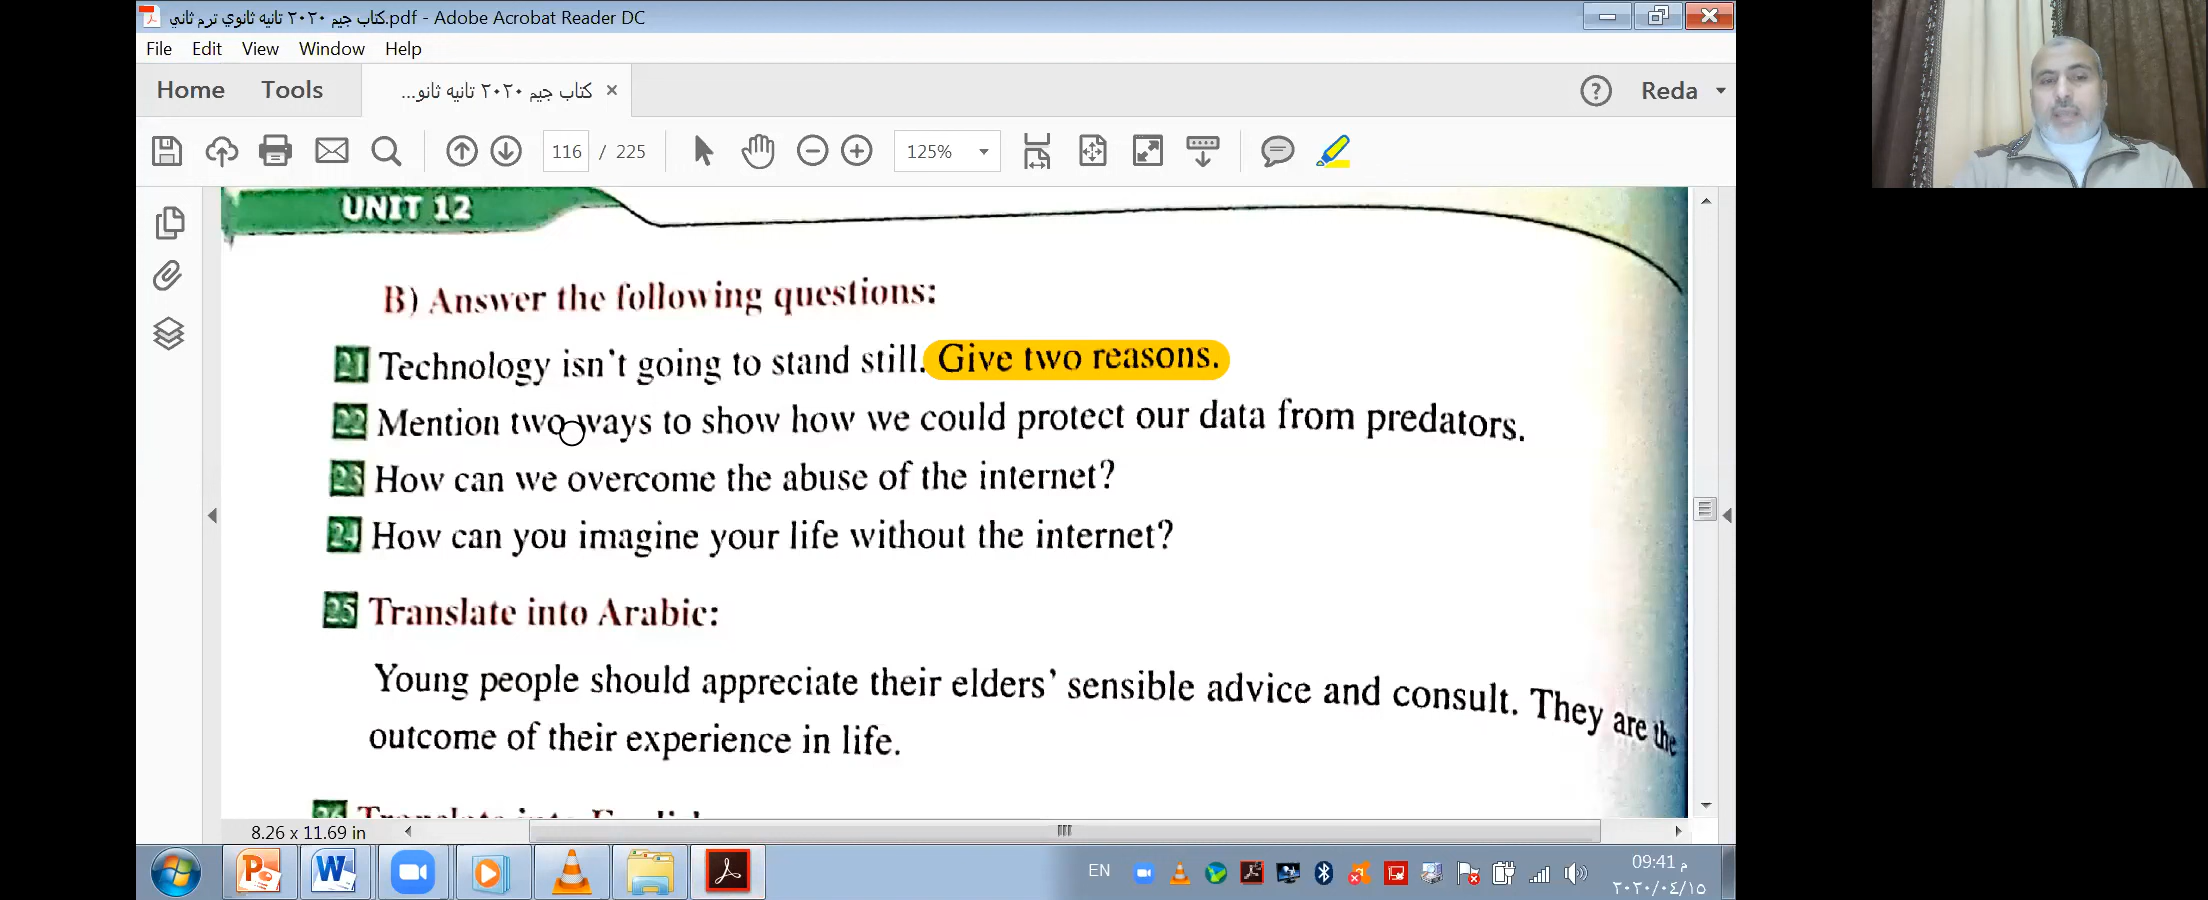 كتاب جيم ٢٠٢٠ تانيه ثانوي ترم ثاني.pdf - Adobe Acrobat Reader DC
File Edit View Window Help
Home Tools كتاب جيم ٢٠٢٠ تانيه ثانو... × ? Reda
116 / 225 125%
UNIT 12
B) Answer the following questions:
21 Technology isn't going to stand still. Give two reasons.
22 Mention two ways to show how we could protect our data from predators.
23 How can we overcome the abuse of the internet?
24 How can you imagine your life without the internet?
25 Translate into Arabic:
Young people should appreciate their elders' sensible advice and consult. They are the
outcome of their experience in life.
8.26 x 11.69 in
EN 09:41 م
٢٠٢٠/٠٤/١٥